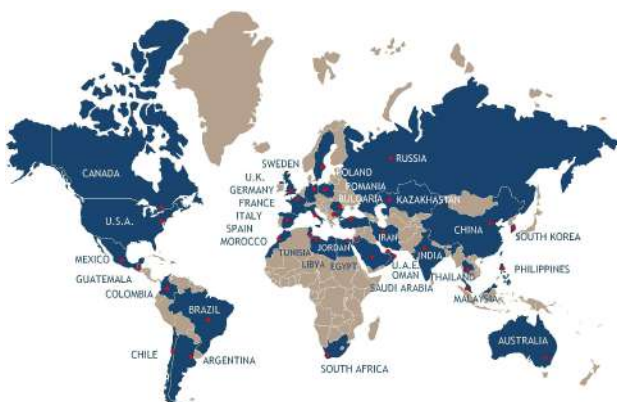 CANADA
U.S.A.
MEXICO
GUATEMALA
COLOMBIA
BRAZIL
CHILE
ARGENTINA
SWEDEN
U.K.
GERMANY
FRANCE
ITALY
SPAIN
MOROCCO
POLAND
ROMANIA
BULGARIA
RUSSIA
KAZAKHASTAN
TUNISIA
LIBYA
EGYPT
JORDAN
IRAN
U.A.E.
OMAN
SAUDI ARABIA
INDIA
CHINA
SOUTH KOREA
THAILAND
PHILIPPINES
MALAYSIA
SOUTH AFRICA
AUSTRALIA